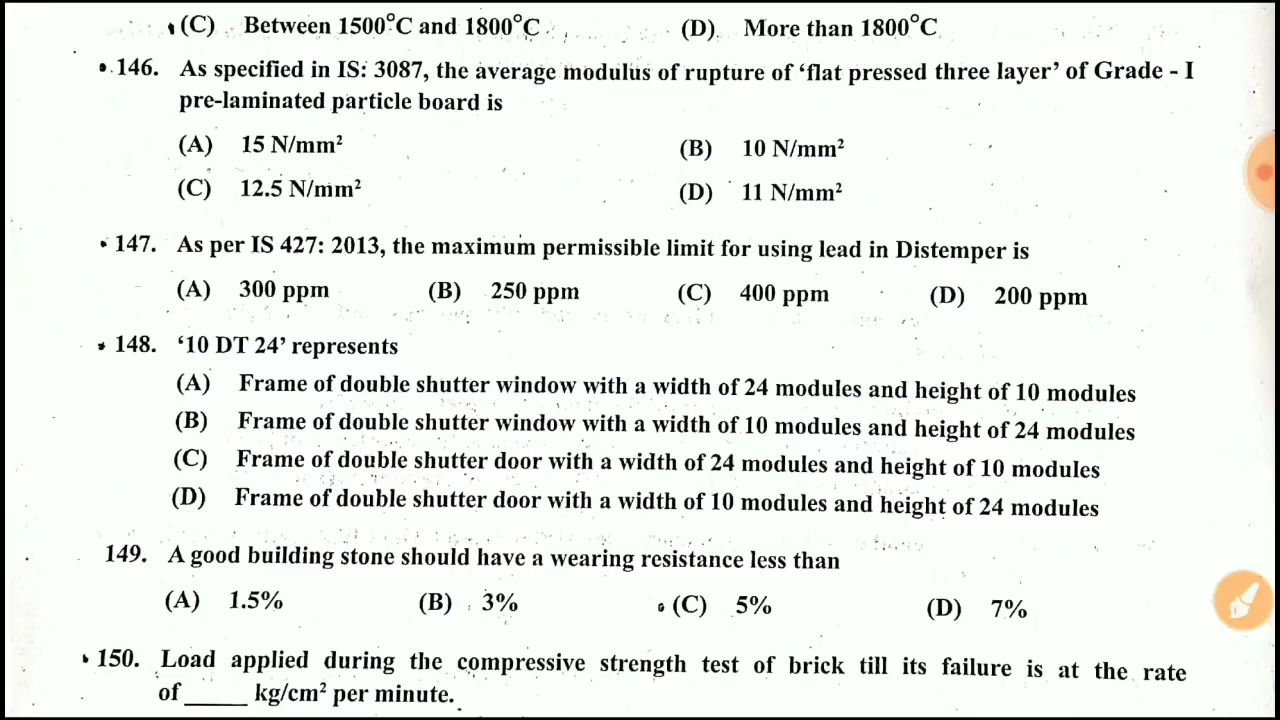 (C) Between 1500°C and 1800°C (D) More than 1800°C
146. As specified in IS: 3087, the average modulus of rupture of ‘flat pressed three layer’ of Grade - I
pre-laminated particle board is
(A) 15 N/mm² (B) 10 N/mm²
(C) 12.5 N/mm² (D) 11 N/mm²
147. As per IS 427: 2013, the maximum permissible limit for using lead in Distemper is
(A) 300 ppm (B) 250 ppm (C) 400 ppm (D) 200 ppm
148. ‘10 DT 24’ represents
(A) Frame of double shutter window with a width of 24 modules and height of 10 modules
(B) Frame of double shutter window with a width of 10 modules and height of 24 modules
(C) Frame of double shutter door with a width of 24 modules and height of 10 modules
(D) Frame of double shutter door with a width of 10 modules and height of 24 modules
149. A good building stone should have a wearing resistance less than
(A) 1.5% (B) 3% (C) 5% (D) 7%
150. Load applied during the compressive strength test of brick till its failure is at the rate
of _____ kg/cm² per minute.